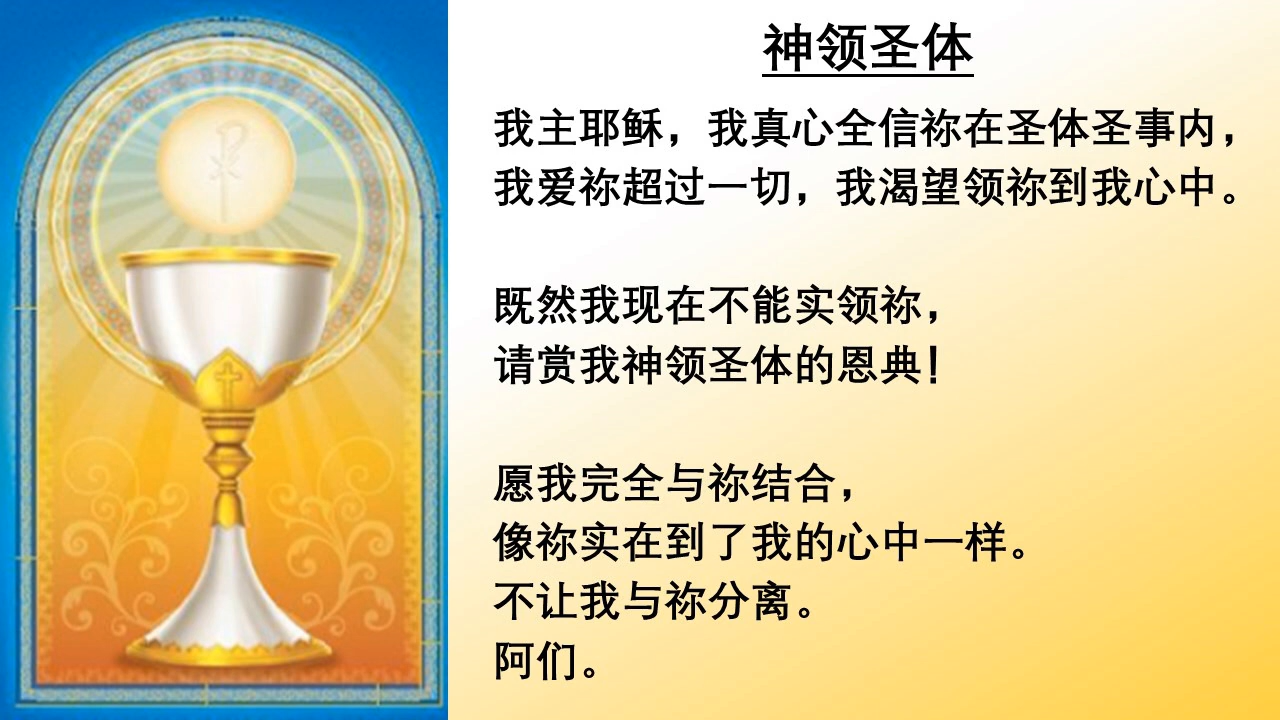 神领圣体
我主耶稣，我真心全信祢在圣体圣事内，
我爱祢超过一切，我渴望领祢到我心中。
既然我现在不能实领祢，
请赏我神领圣体的恩典！
愿我完全与祢结合，
像祢实在到了我的心中一样。
不让我与祢分离。
阿们。